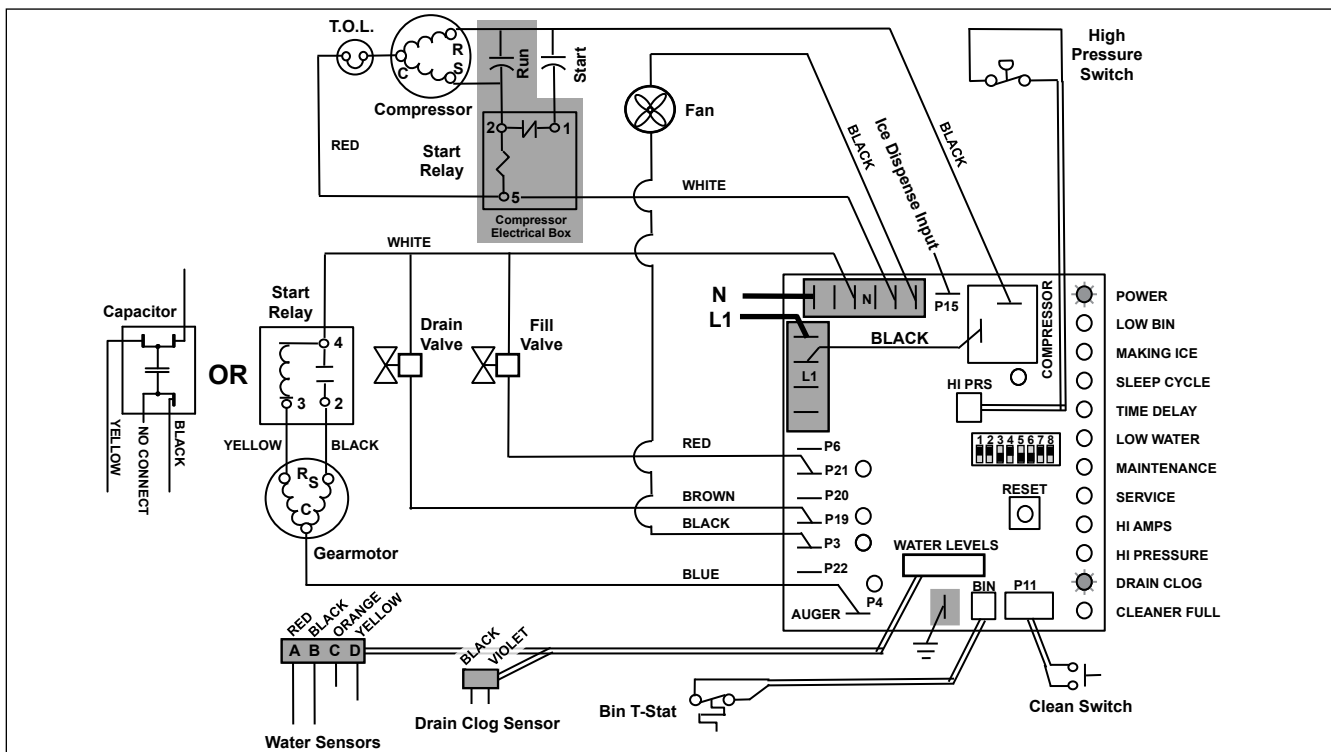 T.O.L.
R
S
C
Compressor
Run
Start
2
1
5
Start
Relay
Compressor
Electrical Box
RED
WHITE
Fan
BLACK
Ice Dispense Input
BLACK
High
Pressure
Switch
WHITE
Capacitor
YELLOW
NO CONNECT
BLACK
OR
Start
Relay
4
3
2
YELLOW
BLACK
R
S
C
Gearmotor
Drain
Valve
Fill
Valve
N
L1
N
P15
L1
BLACK
COMPRESSOR
HI PRS
1 2 3 4 5 6 7 8
RESET
RED
BROWN
BLACK
BLUE
P6
P21
P20
P19
P3
P22
P4
AUGER
WATER LEVELS
BIN
P11
POWER
LOW BIN
MAKING ICE
SLEEP CYCLE
TIME DELAY
LOW WATER
MAINTENANCE
SERVICE
HI AMPS
HI PRESSURE
DRAIN CLOG
CLEANER FULL
RED
BLACK
ORANGE
YELLOW
A B C D
Water Sensors
BLACK
VIOLET
Drain Clog Sensor
Bin T-Stat
Clean Switch